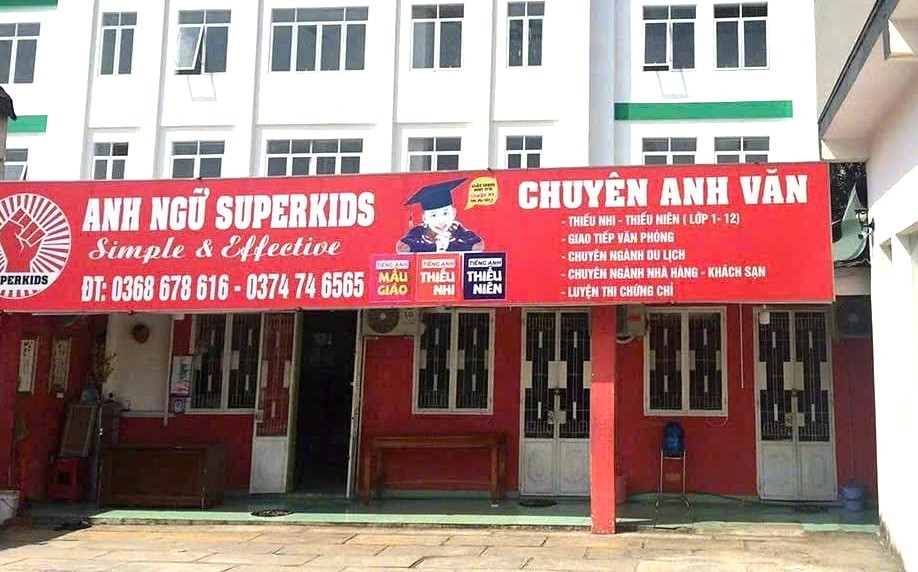 SUPERKIDS
ANH NGỮ SUPERKIDS
Simple & Effective
ĐT: 0368 678 616 - 0374 74 6565
TIẾNG ANH
MẪU
GIÁO
TIẾNG ANH
THIẾU
NHI
TIẾNG ANH
THIẾU
NIÊN
CHUYÊN ANH VĂN
- THIẾU NHI - THIẾU NIÊN ( LỚP 1- 12)
- GIAO TIẾP VĂN PHÒNG
- CHUYÊN NGÀNH DU LỊCH
- CHUYÊN NGÀNH NHÀ HÀNG - KHÁCH SẠN
- LUYỆN THI CHỨNG CHỈ
LG